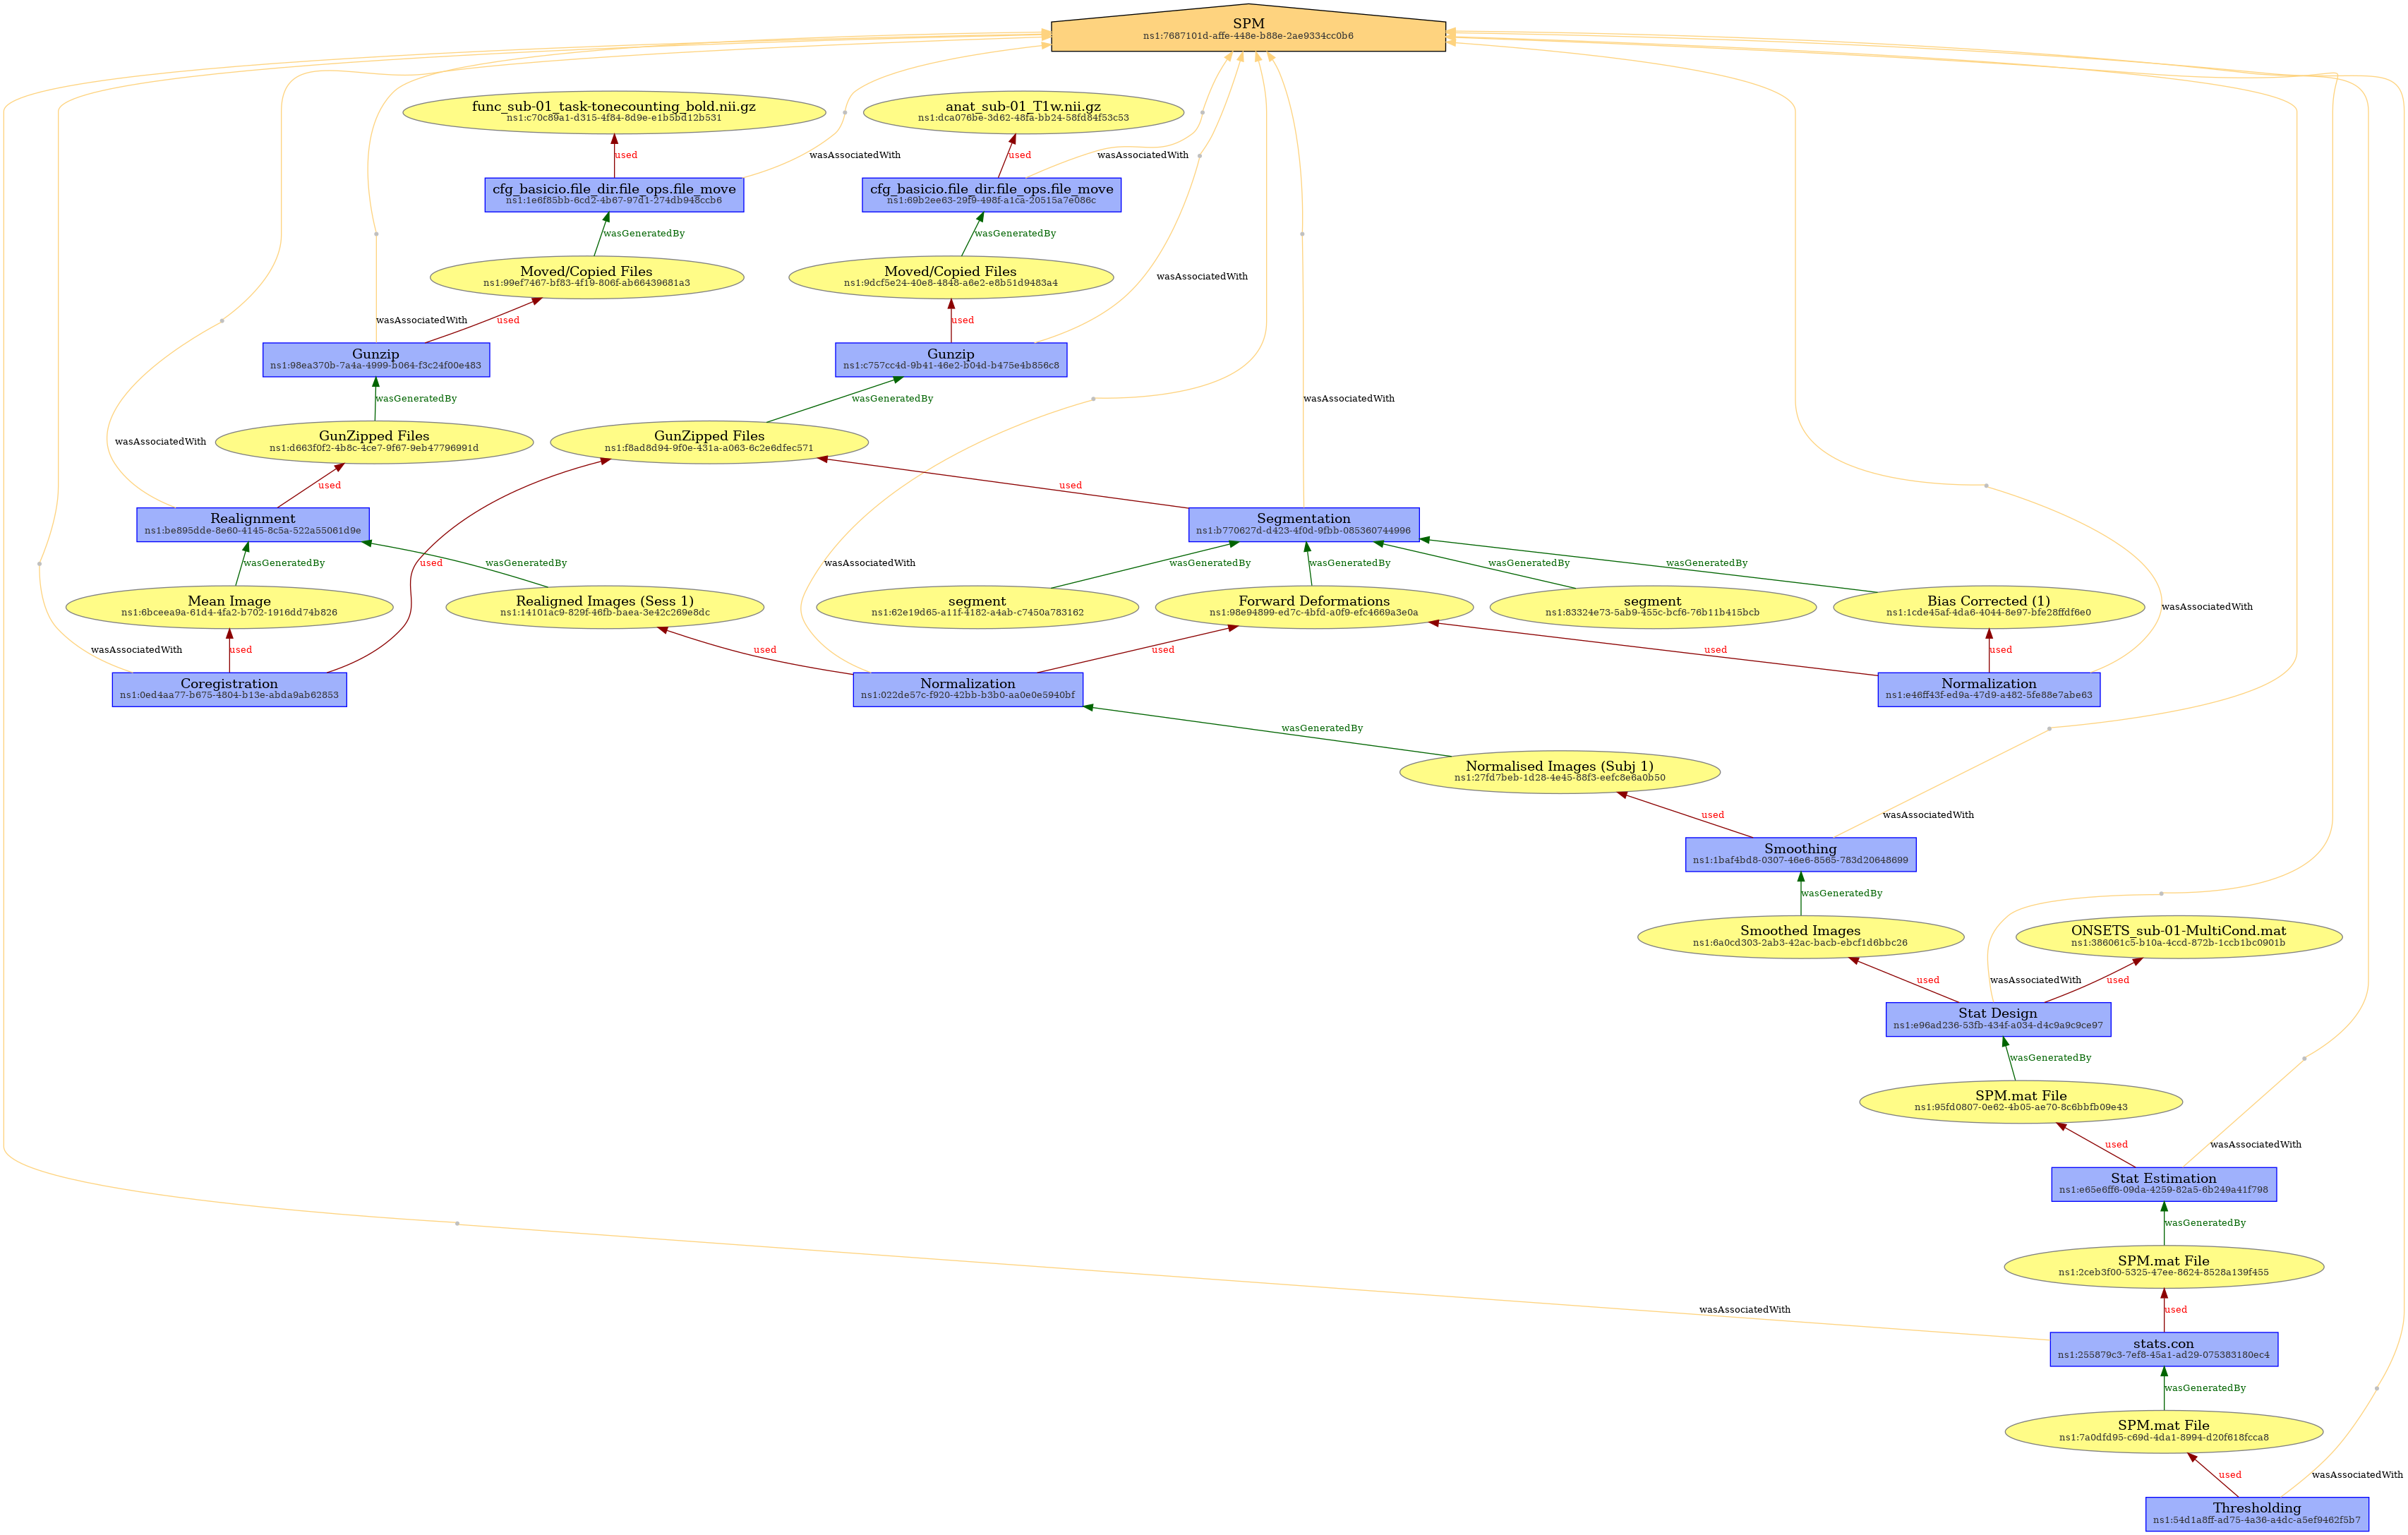 SPM
ns1:7687101d-affe-448e-b88e-2ae9334cc0b6
func_sub-01_task-tonecounting_bold.nii.gz
ns1:c70c89a1-d315-4f84-8d9e-e1b5bd12b531
anat_sub-01_T1w.nii.gz
ns1:dca076be-3d62-48fa-bb24-58fd84f53c53
used
wasAssociatedWith
used
wasAssociatedWith
cfg_basicio.file_dir.file_ops.file_move
ns1:1e6f85bb-6cd2-4b67-97d1-274db948ccb6
cfg_basicio.file_dir.file_ops.file_move
ns1:69b2ee63-29f9-498f-a1ca-20515a7e086c
wasGeneratedBy
wasGeneratedBy
Moved/Copied Files
ns1:99ef7467-bf83-4f19-806f-ab66439681a3
Moved/Copied Files
ns1:9dcf5e24-40e8-4848-a6e2-e8b51d9483a4
wasAssociatedWith
wasAssociatedWith
used
used
Gunzip
ns1:98ea370b-7a4a-4999-b064-f3c24f00e483
Gunzip
ns1:c757cc4d-9b41-46e2-b04d-b475e4b856c8
wasGeneratedBy
wasGeneratedBy
wasAssociatedWith
wasAssociatedWith
GunZipped Files
ns1:d663f0f2-4b8c-4ce7-9f67-9eb47796991d
GunZipped Files
ns1:f8ad8d94-9f0e-431a-a063-6c2e6dfec571
used
used
Realignment
ns1:be895dde-8e60-4145-8c5a-522a55061d9e
Segmentation
ns1:b770627d-d423-4f0d-9fbb-085360744996
wasGeneratedBy
used
wasGeneratedBy
wasAssociatedWith
wasGeneratedBy
wasGeneratedBy
wasGeneratedBy
wasGeneratedBy
Mean Image
ns1:6bceea9a-61d4-4fa2-b702-1916dd74b826
Realigned Images (Sess 1)
ns1:14101ac9-829f-46fb-baea-3e42c269e8dc
segment
ns1:62e19d65-a11f-4182-a4ab-c7450a783162
Forward Deformations
ns1:98e94899-ed7c-4bfd-a0f9-efc4669a3e0a
segment
ns1:83324e73-5ab9-455c-bcf6-76b11b415bcb
Bias Corrected (1)
ns1:1cde45af-4da6-4044-8e97-bfe28ffdf6e0
wasAssociatedWith
wasAssociatedWith
used
used
used
used
used
Coregistration
ns1:0ed4aa77-b675-4804-b13e-abda9ab62853
Normalization
ns1:022de57c-f920-42bb-b3b0-aa0e0e5940bf
Normalization
ns1:e46ff43f-ed9a-47d9-a482-5fe88e7abe63
wasGeneratedBy
Normalised Images (Subj 1)
ns1:27fd7beb-1d28-4e45-88f3-eefc8e6a0b50
used
wasAssociatedWith
Smoothing
ns1:1baf4bd8-0307-46e6-8565-783d20648699
wasGeneratedBy
Smoothed Images
ns1:6a0cd303-2ab3-42ac-bacb-ebcf1d6bbc26
ONSETS_sub-01-MultiCond.mat
ns1:386061c5-b10a-4ccd-872b-1ccb1bc0901b
used
wasAssociatedWith
used
Stat Design
ns1:e96ad236-53fb-434f-a034-d4c9a9c9ce97
wasGeneratedBy
SPM.mat File
ns1:95fd0807-0e62-4b05-ae70-8c6bbfb09e43
used
wasAssociatedWith
Stat Estimation
ns1:e65e6ff6-09da-4259-82a5-6b249a41f798
wasGeneratedBy
SPM.mat File
ns1:2ceb3f00-5325-47ee-8624-8528a139f455
wasAssociatedWith
used
stats.con
ns1:255879c3-7ef8-45a1-ad29-075383180ec4
wasGeneratedBy
SPM.mat File
ns1:7a0dfd95-c69d-4da1-8994-d20f618fcca8
used
wasAssociatedWith
Thresholding
ns1:54d1a8ff-ad75-4a36-a4dc-a5ef9462f5b7